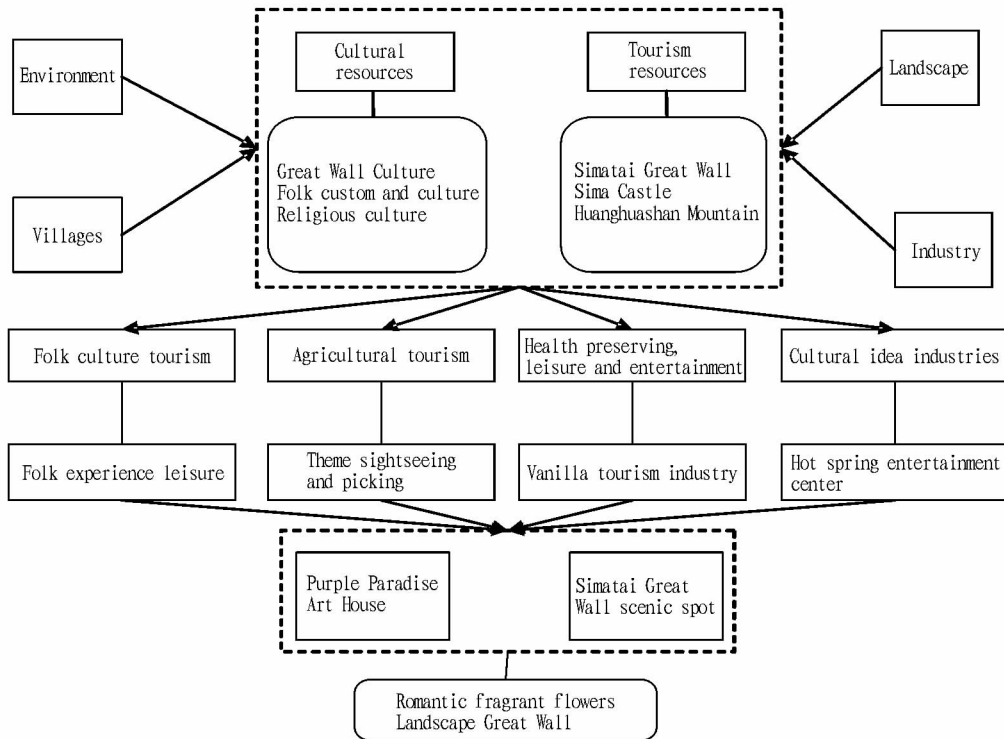 Environment
Cultural
resources
Tourism
resources
Landscape
Great Wall Culture
Folk custom and culture
Religious culture
Simatai Great Wall
Sima Castle
Huanghuashan Mountain
Villages
Industry
Folk culture tourism
Agricultural tourism
Health preserving,
leisure and entertainment
Cultural idea industries
Folk experience leisure
Theme sightseeing
and picking
Vanilla tourism industry
Hot spring entertainment
center
Purple Paradise
Art House
Simatai Great
Wall scenic spot
Romantic fragrant flowers
Landscape Great Wall